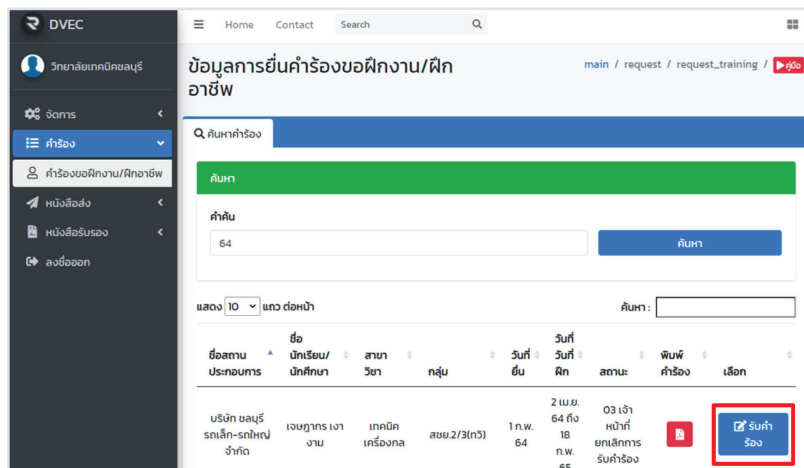 DVEC
Home Contact Search
วิทยาลัยเทคนิคชลบุรี
จัดการ
คำร้อง
คำร้องขอฝึกงาน/ฝึกอาชีพ
หนังสือส่ง
หนังสือรับรอง
ลงชื่อออก
ข้อมูลการยื่นคำร้องขอฝึกงาน/ฝึก
อาชีพ
main / request / request_training / คู่มือ
ค้นหาคำร้อง
ค้นหา
คำค้น
64
ค้นหา
แสดง 10 แถว ต่อหน้า
ค้นหา :
ชื่อสถาน
ประกอบการ
ชื่อ
นักเรียน/
นักศึกษา
สาขา
วิชา
กลุ่ม
วันที่
ยื่น
วันที่
วันที่
ฝึก
สถานะ
พิมพ์
คำร้อง
เลือก
บริษัท ชลบุรี
รถเล็ก-รถใหญ่
จำกัด
เจษฎากร เงา
งาม
เทคนิค
เครื่องกล
สชย.2/3(ทวิ)
1 ก.พ.
64
2 เม.ย.
64 ถึง
18
ก.พ.
65
03 เจ้า
หน้าที่
ยกเลิกการ
รับคำร้อง
รับคำ
ร้อง